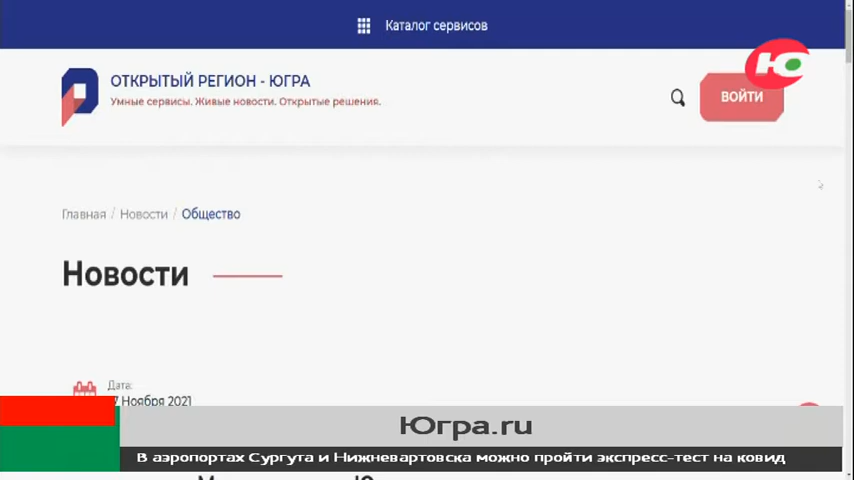 Каталог сервисов
ОТКРЫТЫЙ РЕГИОН - ЮГРА
Умные сервисы. Живые новости. Открытые решения.
ВОЙТИ
Ю
Главная / Новости / Общество
Новости
Дата:
7 Ноября 2021
Югра.ru
В аэропортах Сургута и Нижневартовска можно пройти экспресс-тест на ковид